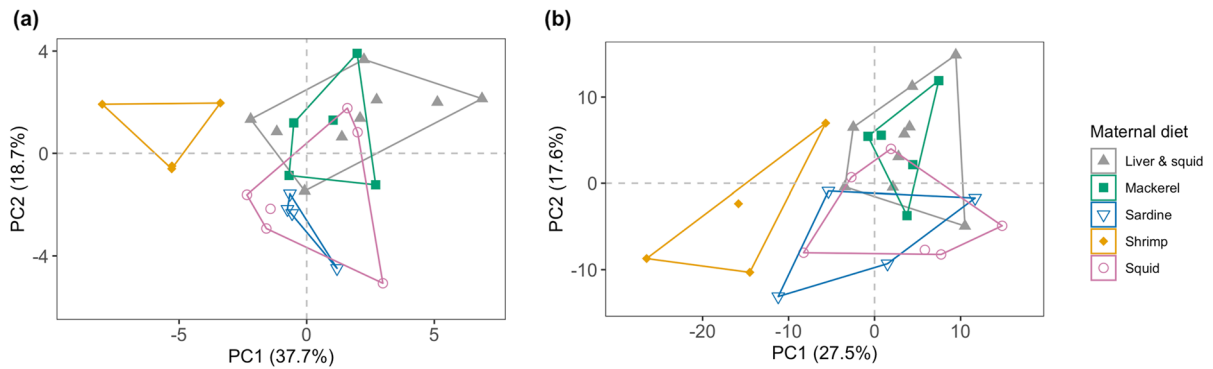 (a)
4
0
-4
PC2 (18.7%)
-5
0
5
PC1 (37.7%)
(b)
10
0
-10
PC2 (17.6%)
-20
-10
0
10
PC1 (27.5%)
Maternal diet
Liver & squid
Mackerel
Sardine
Shrimp
Squid